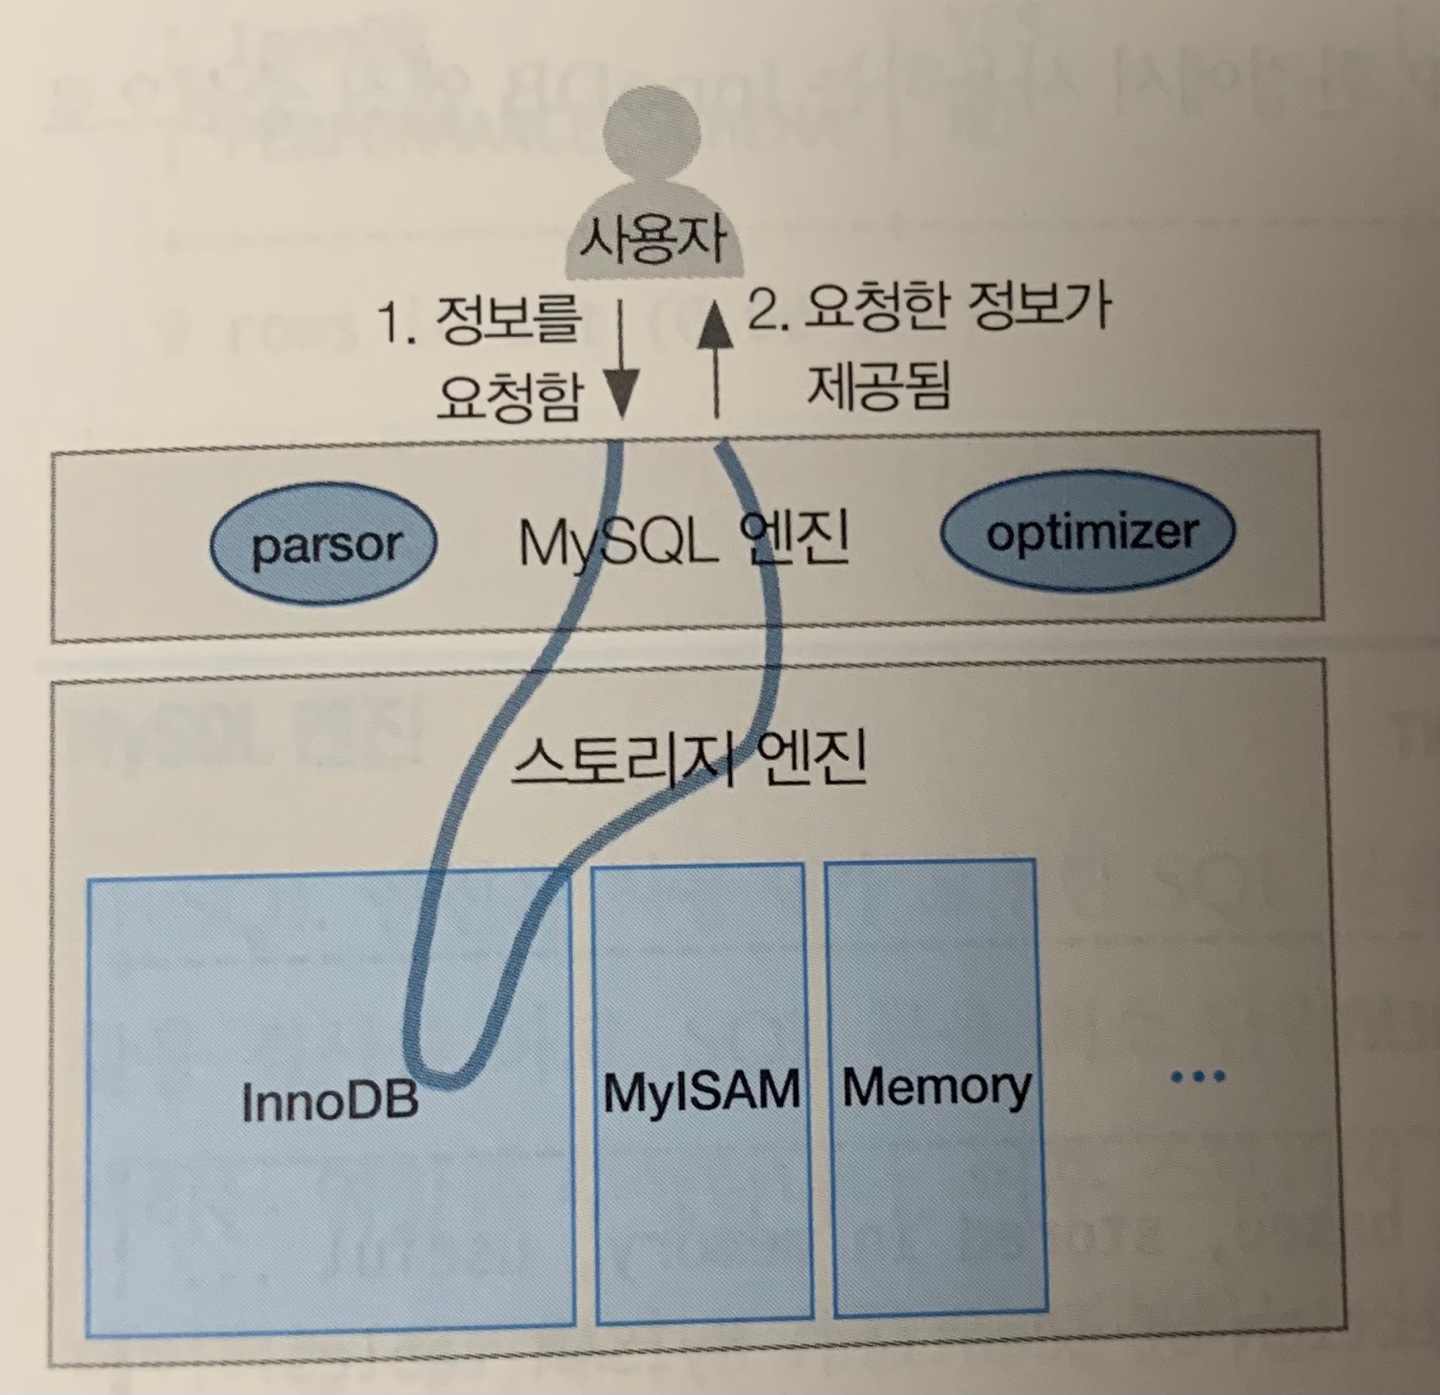 사용자
1. 정보를
요청함
2. 요청한 정보가
제공됨
parsor
MySQL 엔진
optimizer
스토리지 엔진
InnoDB
MyISAM
Memory
...